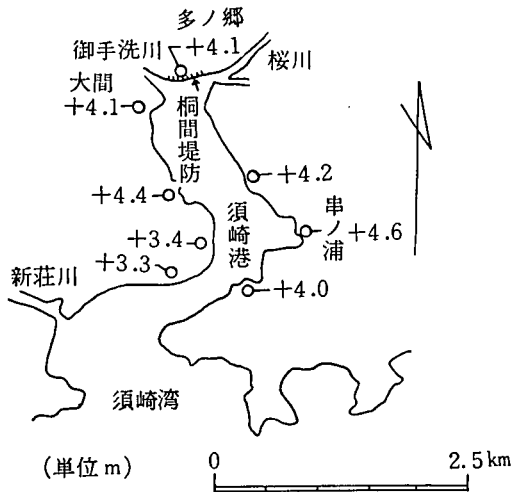 多ノ郷
御手洗川
+4.1
桜川
大間
+4.1
桐間堤防
+4.2
+4.4
串ノ浦
+4.6
須崎港
+3.4
+3.3
新荘川
+4.0
須崎湾
(単位m)
0
2.5km